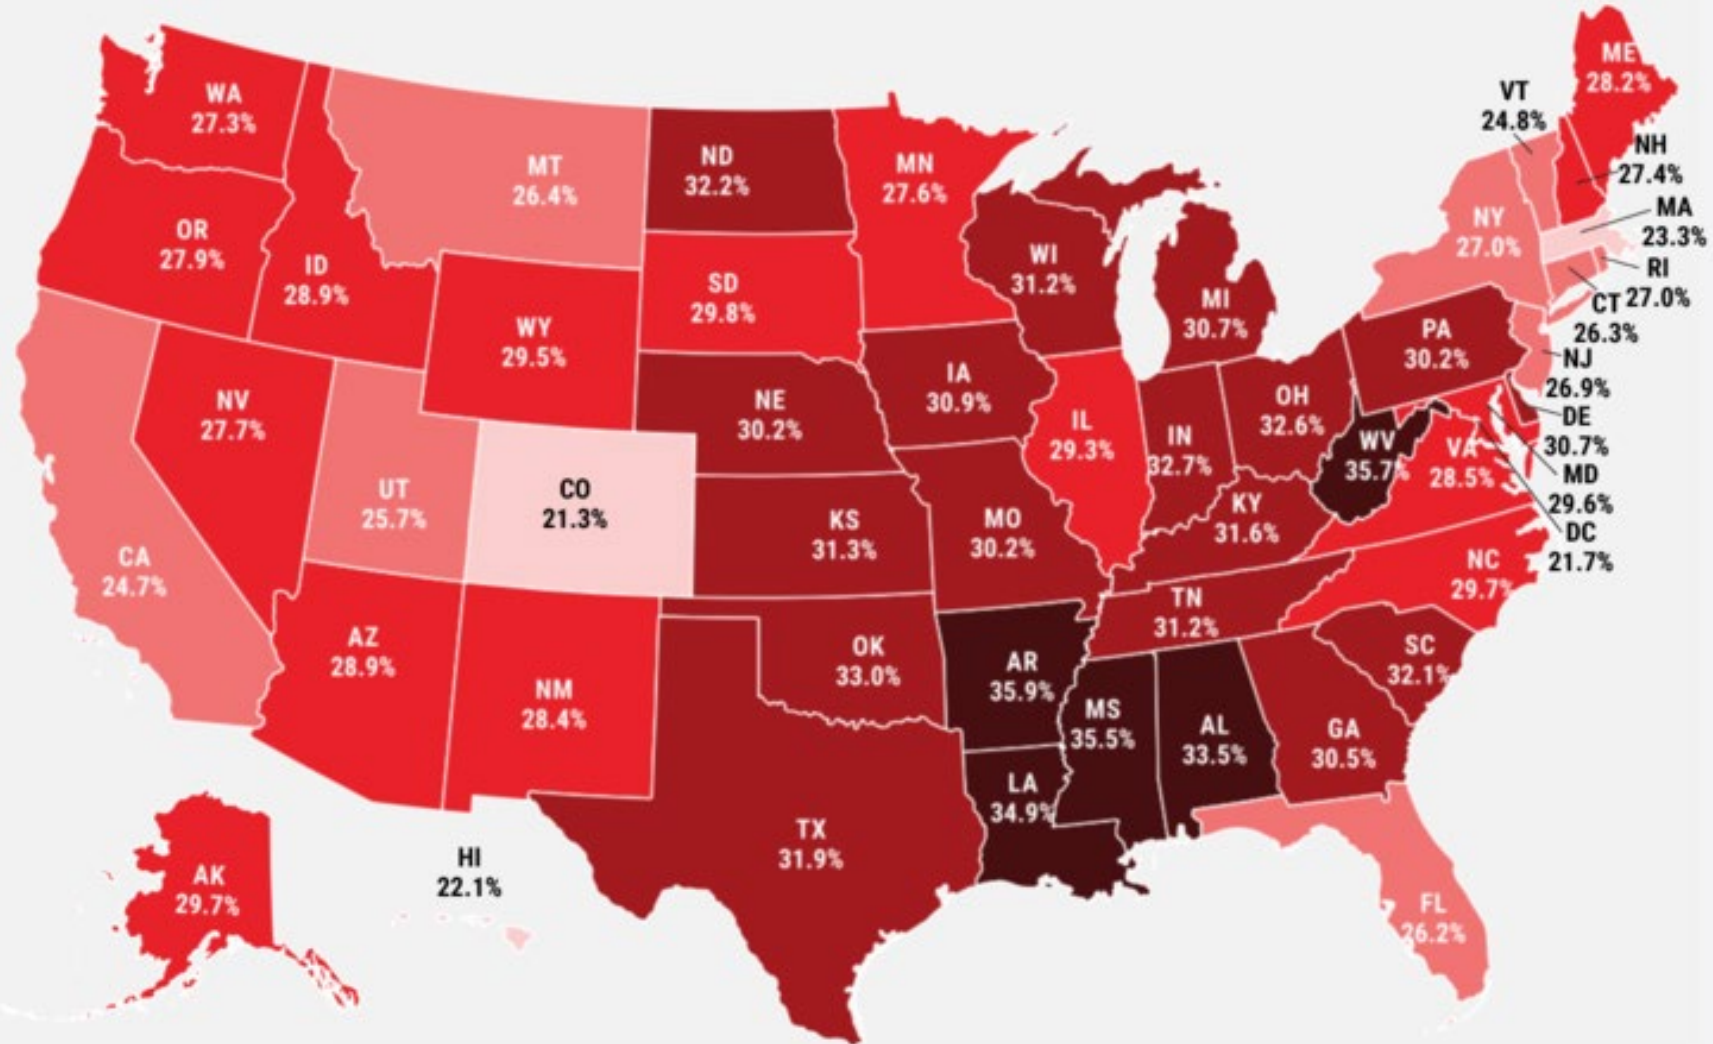 WA
27.3%
OR
27.9%
ID
28.9%
MT
26.4%
ND
32.2%
MN
27.6%
SD
29.8%
WY
29.5%
WI
31.2%
MI
30.7%
NV
27.7%
UT
25.7%
CO
21.3%
NE
30.2%
IA
30.9%
IL
29.3%
IN
32.7%
OH
32.6%
PA
30.2%
CA
24.7%
KS
31.3%
MO
30.2%
KY
31.6%
WV
35.7%
VA
28.5%
AZ
28.9%
NM
28.4%
OK
33.0%
AR
35.9%
TN
31.2%
NC
29.7%
SC
32.1%
TX
31.9%
LA
34.9%
MS
35.5%
AL
33.5%
GA
30.5%
FL
26.2%
AK
29.7%
HI
22.1%
NY
27.0%
VT
24.8%
ME
28.2%
NH
27.4%
MA
23.3%
RI
27.0%
CT
26.3%
NJ
26.9%
DE
30.7%
MD
29.6%
DC
21.7%